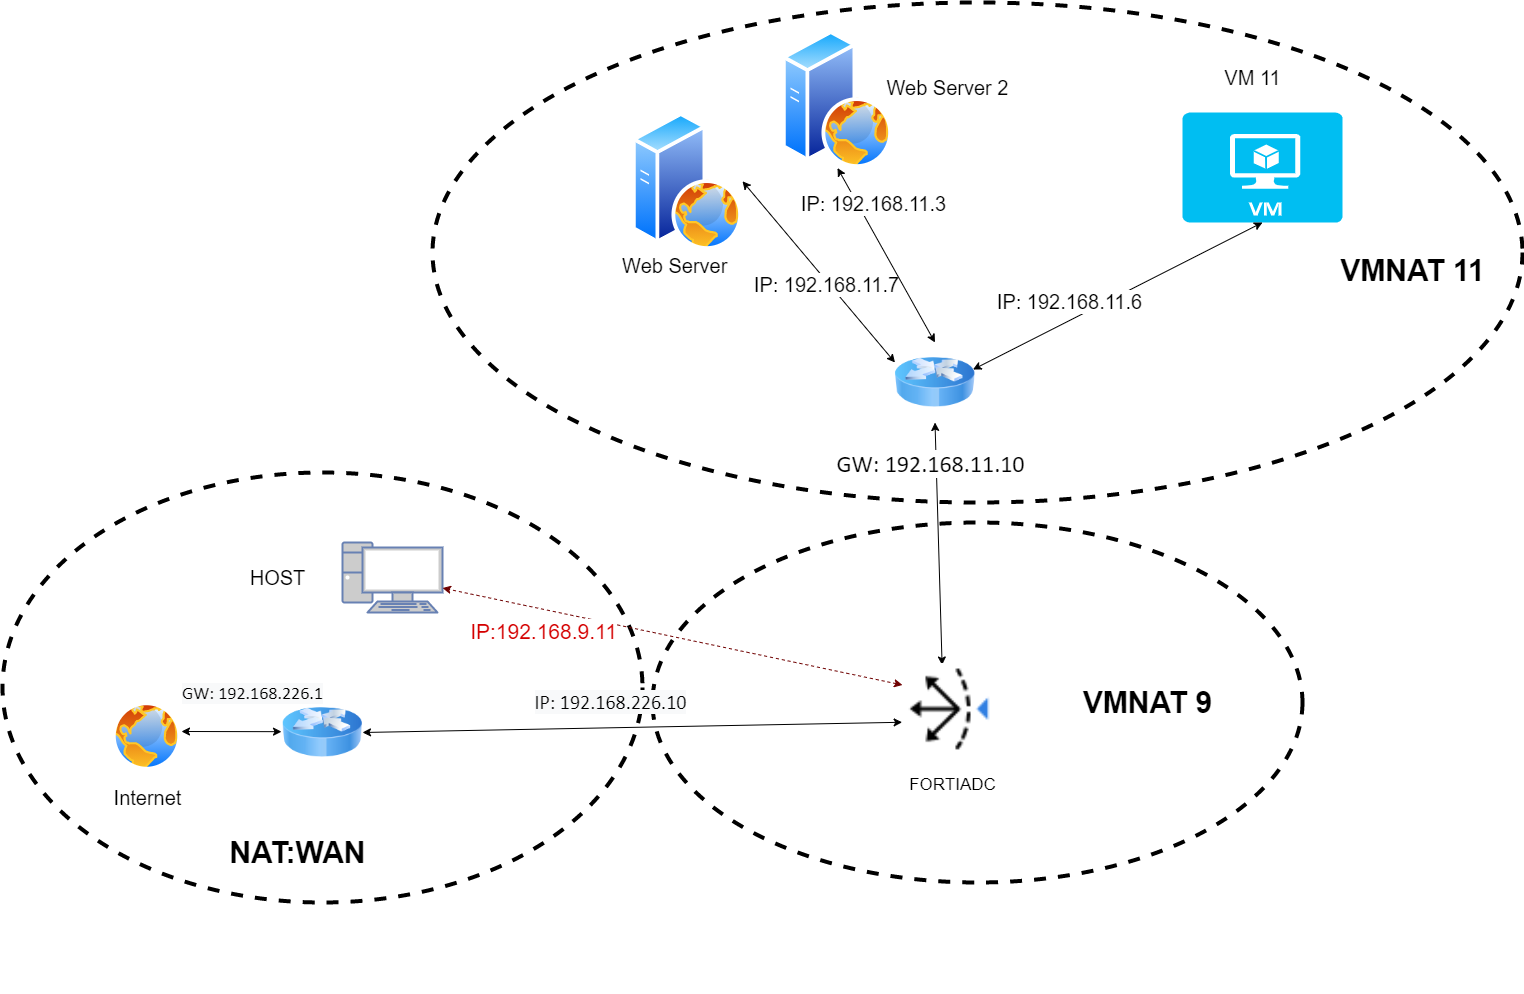 VM 11
Web Server 2
VM
IP: 192.168.11.3
Web Server
VMNAT 11
IP: 192.168.11.7
IP: 192.168.11.6
GW: 192.168.11.10
HOST
IP:192.168.9.11
GW: 192.168.226.1
IP: 192.168.226.10
VMNAT 9
FORTIADC
Internet
NAT:WAN